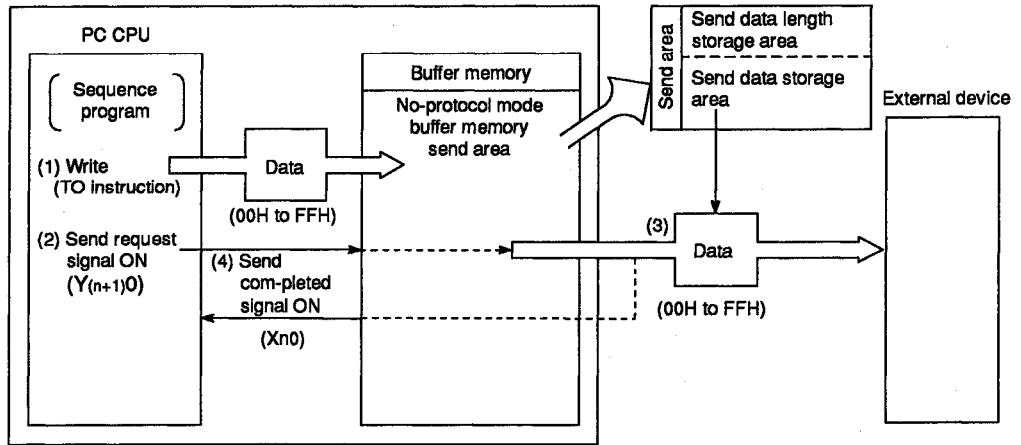 PC CPU
Sequence
program
(1) Write
(TO instruction)
(2) Send request
signal ON
(Y(n+1)0)
Data
(00H to FFH)
(4) Send
com-pleted
signal ON
(Xn0)
Buffer memory
No-protocol mode
buffer memory
send area
Send area
Send data length
storage area
Send data storage
area
(3)
Data
(00H to FFH)
External device